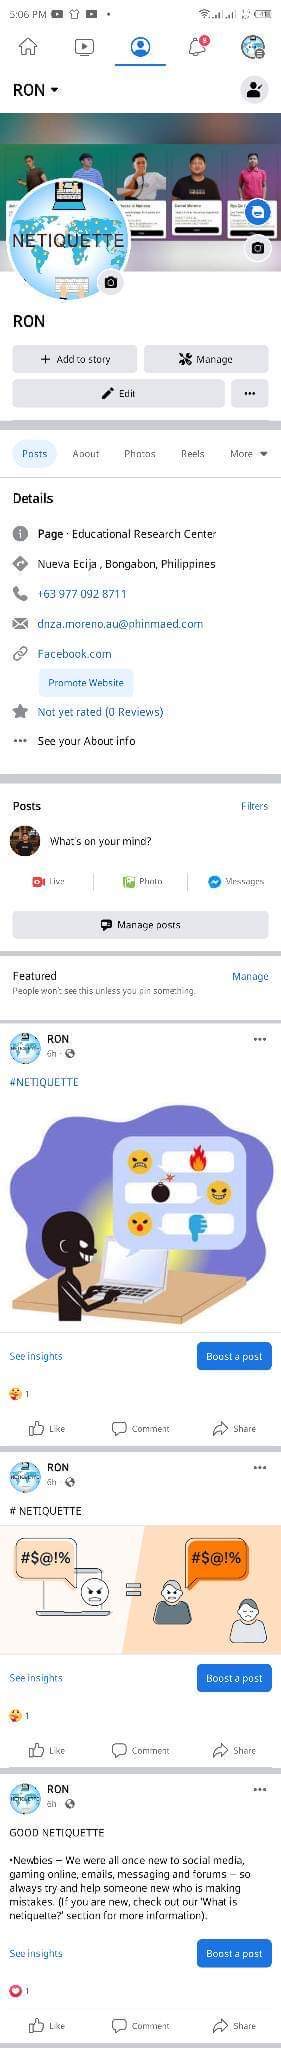 5:06 PM
8
RON
NETIQUETTE
RON
+ Add to story
Manage
Edit
Posts
About
Photos
Reels
More
Details
Page · Educational Research Center
Nueva Ecija , Bongabon, Philippines
+63 977 092 8711
dnza.moreno.au@phinmaed.com
Facebook.com
Promote Website
Not yet rated (0 Reviews)
See your About info
Posts
Filters
What's on your mind?
Live
Photo
Messages
Manage posts
Featured
Manage
People won't see this unless you pin something.
RON
6h ·
#NETIQUETTE
See insights
Boost a post
1
Like
Comment
Share
RON
6h ·
# NETIQUETTE
#$@!%
#$@!%
See insights
Boost a post
1
Like
Comment
Share
RON
6h ·
GOOD NETIQUETTE
•Newbies – We were all once new to social media,
gaming online, emails, messaging and forums – so
always try and help someone new who is making
mistakes. (If you are new, check out our 'What is
netiquette?' section for more information).
See insights
Boost a post
1
Like
Comment
Share